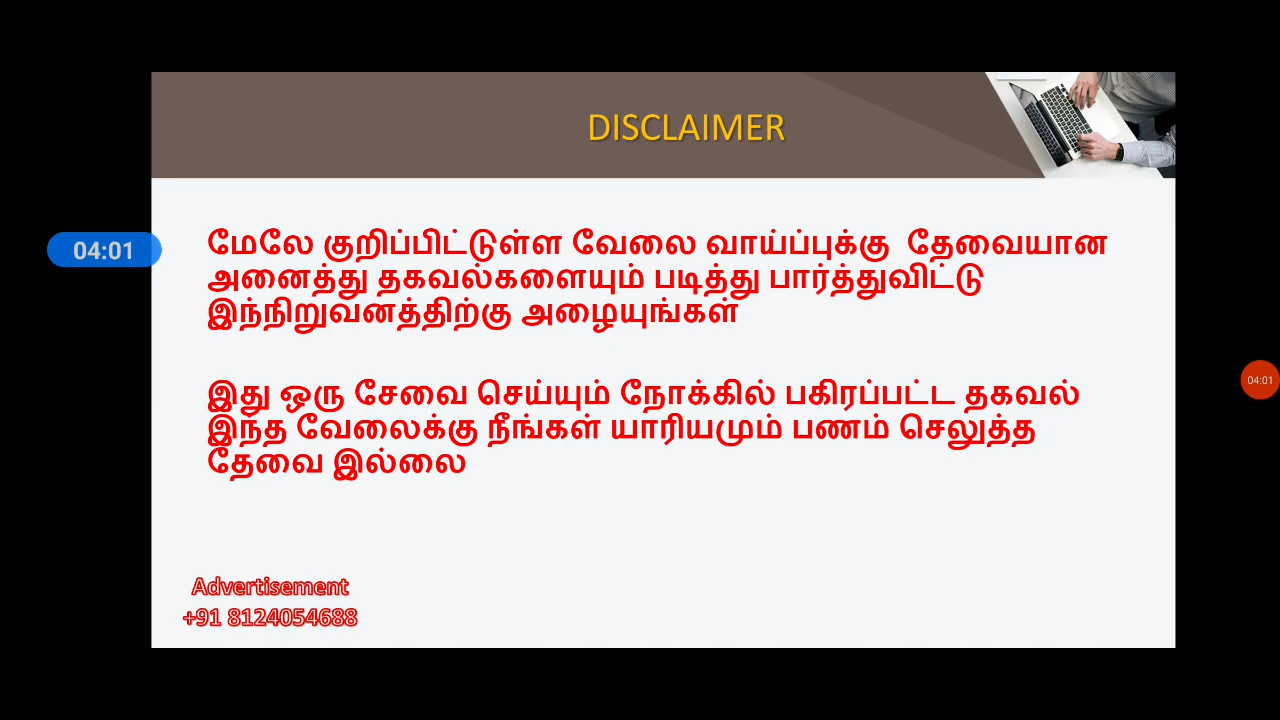 DISCLAIMER
04:01
மேலே குறிப்பிட்டுள்ள வேலை வாய்ப்புக்கு தேவையான
அனைத்து தகவல்களையும் படித்து பார்த்துவிட்டு
இந்நிறுவனத்திற்கு அழையுங்கள்
04:01
இது ஒரு சேவை செய்யும் நோக்கில் பகிரப்பட்ட தகவல்
இந்த வேலைக்கு நீங்கள் யாரியமும் பணம் செலுத்த
தேவை இல்லை
Advertisement
+91 8124054688